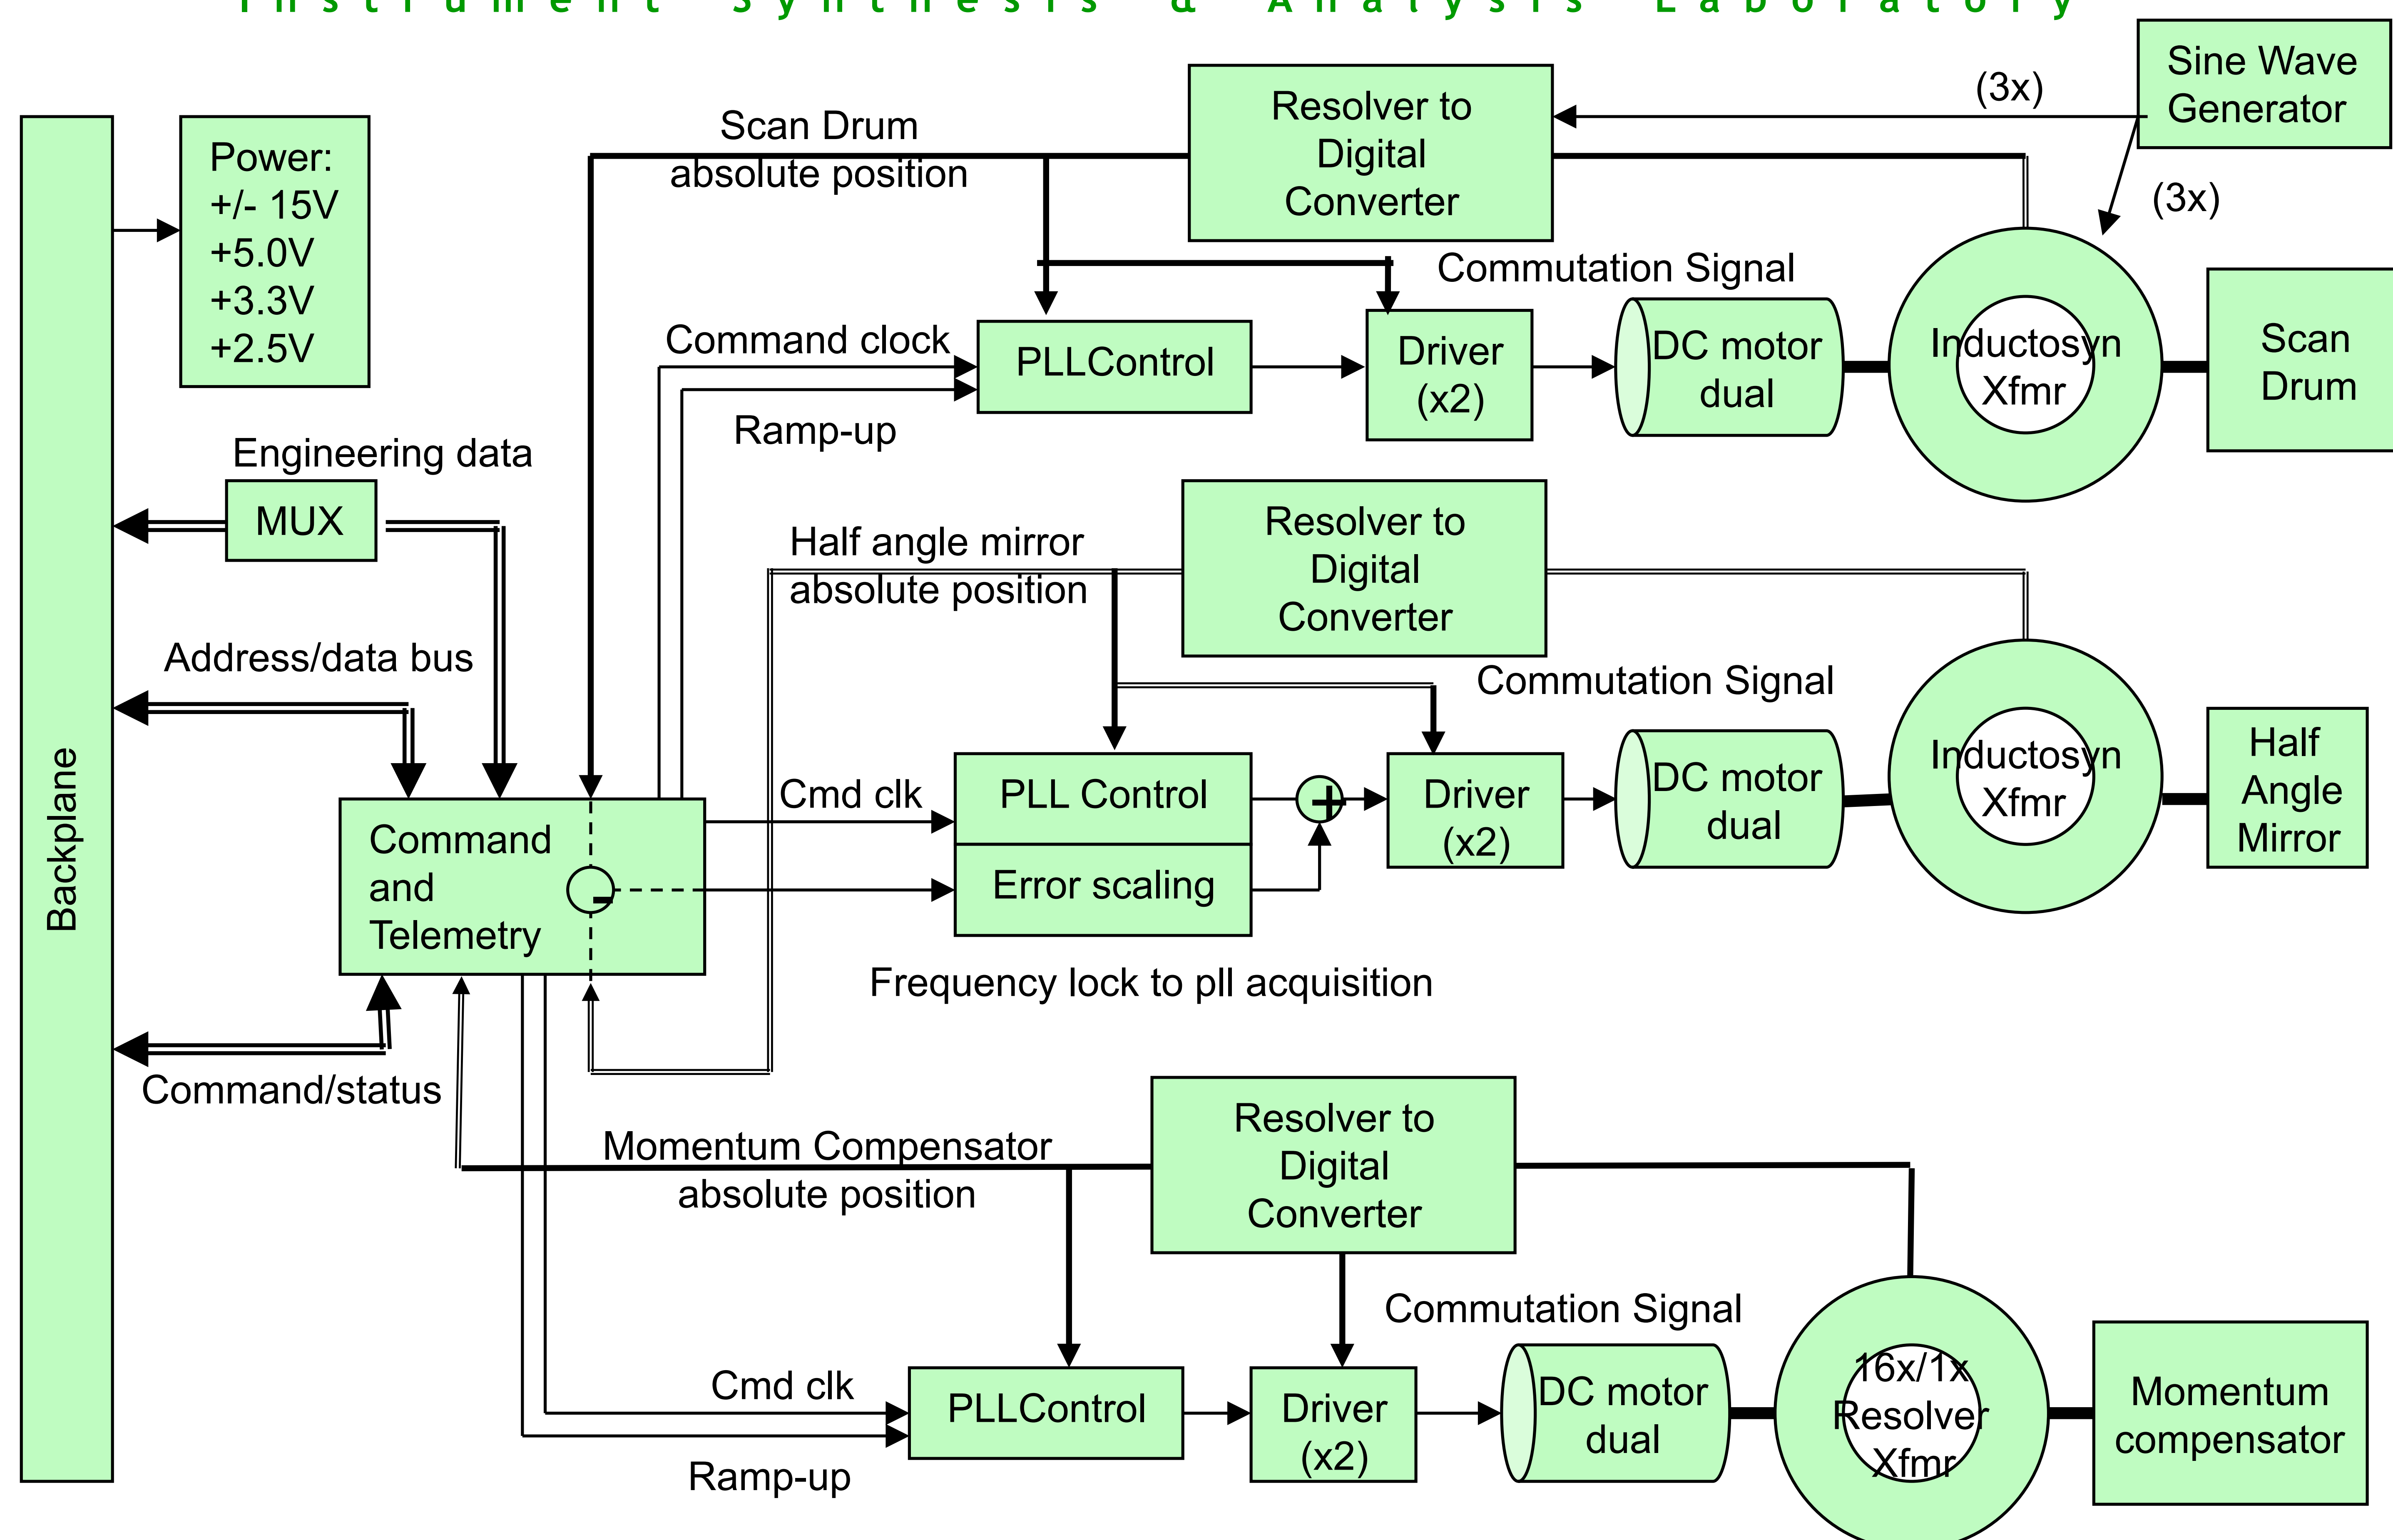 Instrument Synthesis & Analysis Laboratory
Sine Wave
Generator
(3x)
(3x)
Resolver to
Digital
Converter
Scan Drum
absolute position
Power:
+/- 15V
+5.0V
+3.3V
+2.5V
Commutation Signal
Command clock
PLLControl
Driver
(x2)
DC motor
dual
Inductosyn
Xfmr
Scan
Drum
Ramp-up
Engineering data
MUX
Half angle mirror
absolute position
Resolver to
Digital
Converter
Address/data bus
Commutation Signal
Backplane
Command
and
Telemetry
-
Cmd clk
PLL Control
Error scaling
+
Driver
(x2)
DC motor
dual
Inductosyn
Xfmr
Half
Angle
Mirror
Frequency lock to pll acquisition
Command/status
Momentum Compensator
absolute position
Resolver to
Digital
Converter
Commutation Signal
Cmd clk
PLLControl
Driver
(x2)
DC motor
dual
16x/1x
Resolver
Xfmr
Momentum
compensator
Ramp-up